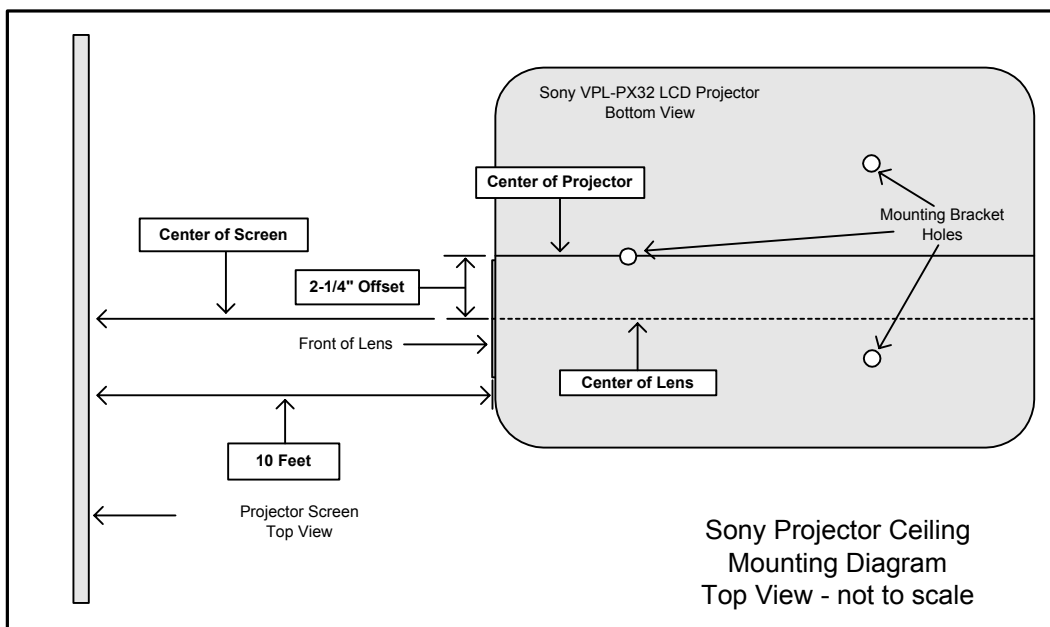 Sony VPL-PX32 LCD Projector
Bottom View
Center of Projector
Mounting Bracket
Holes
Center of Screen
2-1/4" Offset
Front of Lens
Center of Lens
10 Feet
Projector Screen
Top View
Sony Projector Ceiling
Mounting Diagram
Top View - not to scale